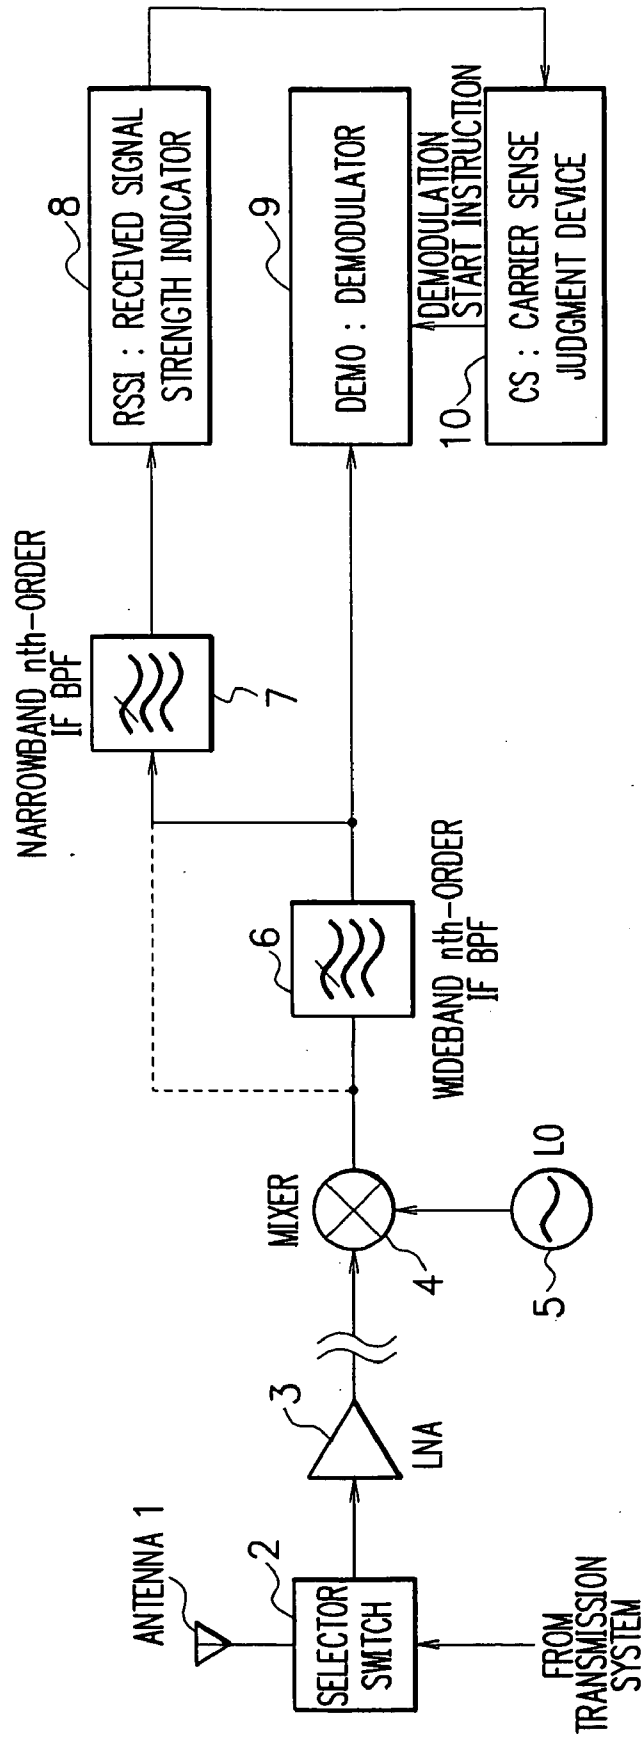 ANTENNA 1
2
SELECTOR
SWITCH
FROM
TRANSMISSION
SYSTEM
3
LNA
MIXER
4
5
LO
6
WIDEBAND nth-ORDER
IF BPF
NARROWBAND nth-ORDER
IF BPF
7
8
RSSI : RECEIVED SIGNAL
STRENGTH INDICATOR
9
DEMO : DEMODULATOR
DEMODULATION
START INSTRUCTION
10
CS : CARRIER SENSE
JUDGMENT DEVICE